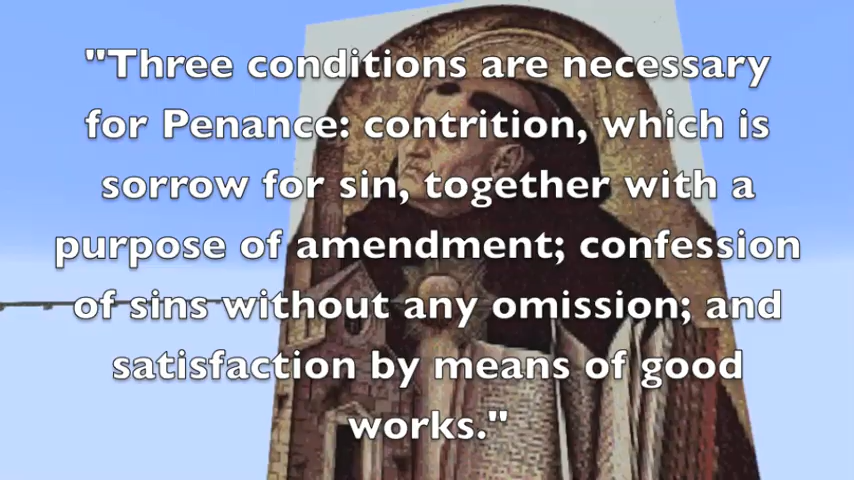 "Three conditions are necessary
for Penance: contrition, which is
sorrow for sin, together with a
purpose of amendment; confession
of sins without any omission; and
satisfaction by means of good
works."